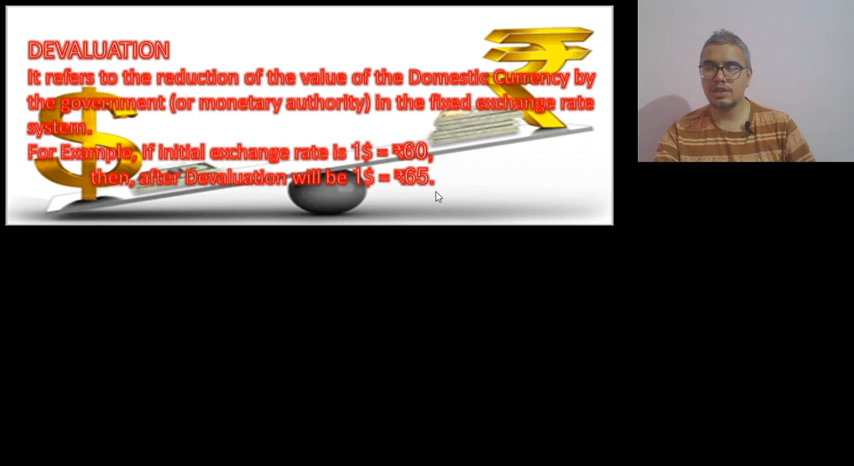 DEVALUATION
It refers to the reduction of the value of the Domestic Currency by
the government (or monetary authority) in the fixed exchange rate
system.
For Example, if initial exchange rate is 1$ = ₹60,
then, after Devaluation will be 1$ = ₹65.